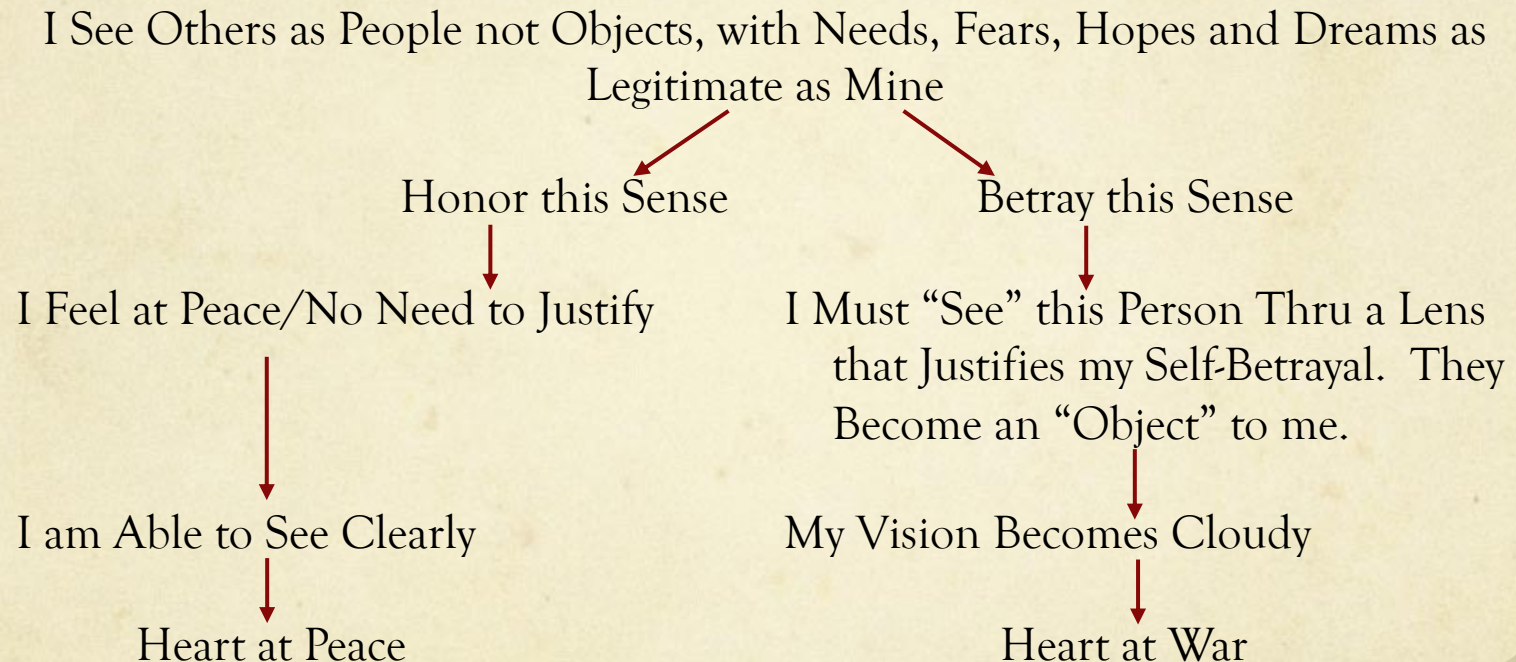 I See Others as People not Objects, with Needs, Fears, Hopes and Dreams as
Legitimate as Mine
Honor this Sense
Betray this Sense
I Feel at Peace/No Need to Justify
I Must “See” this Person Thru a Lens
that Justifies my Self-Betrayal. They
Become an “Object” to me.
I am Able to See Clearly
My Vision Becomes Cloudy
Heart at Peace
Heart at War